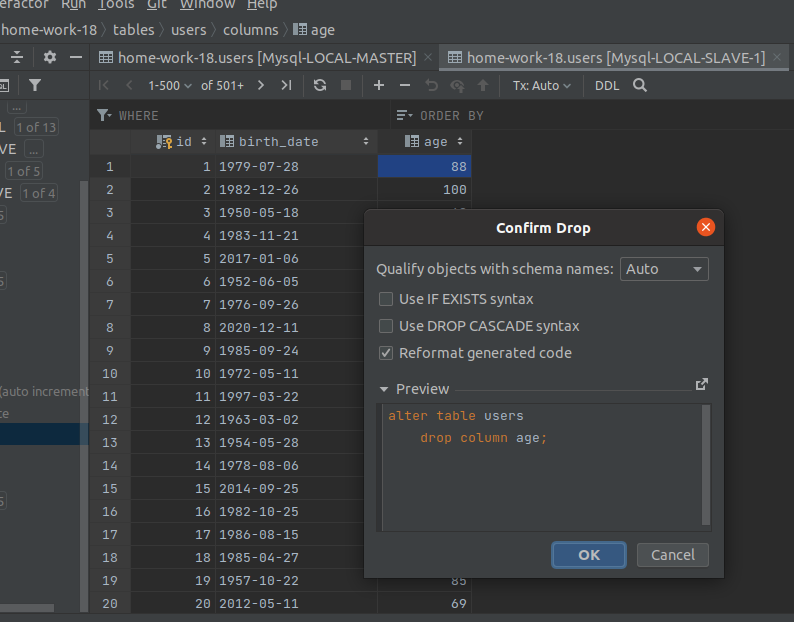 efactor Run Tools Git Window Help
home-work-18 tables users columns age
home-work-18.users [Mysql-LOCAL-MASTER] home-work-18.users [Mysql-LOCAL-SLAVE-1]
1-500 of 501+ Tx: Auto DDL
WHERE ORDER BY
...
L 1 of 13
VE ...
1 of 5
VE 1 of 4
(auto increment
id birth_date age
1 1 1979-07-28 88
2 2 1982-12-26 100
3 3 1950-05-18
4 4 1983-11-21
5 5 2017-01-06
6 6 1952-06-05
7 7 1976-09-26
8 8 2020-12-11
9 9 1985-09-24
10 10 1972-05-11
11 11 1997-03-22
12 12 1963-03-02
13 13 1954-05-28
14 14 1978-08-06
15 15 2014-09-25
16 16 1982-10-25
17 17 1986-08-15
18 18 1985-04-27
19 19 1957-10-22 85
20 20 2012-05-11 69
Confirm Drop
Qualify objects with schema names: Auto
Use IF EXISTS syntax
Use DROP CASCADE syntax
Reformat generated code
Preview
alter table users
drop column age;
OK Cancel